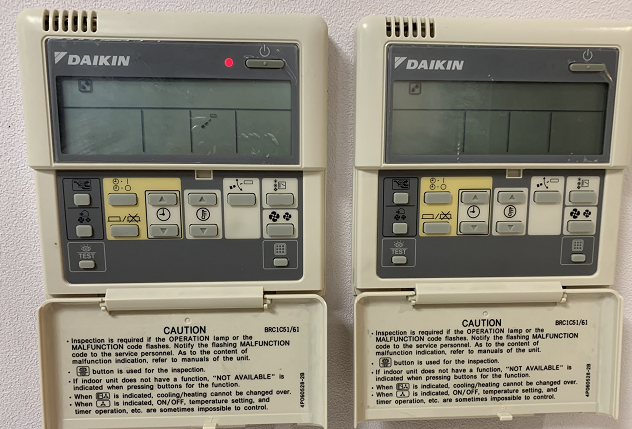 DAIKIN
TEST
CAUTION
BRC1C51/61
• Inspection is required if the OPERATION lamp or the
MALFUNCTION code flashes. Notify the flashing MALFUNCTION
code to the service personnel. As to the content of
malfunction indication, refer to manuals of the unit.
• button is used for the inspection.
• If indoor unit does not have a function, "NOT AVAILABLE" is
indicated when pressing buttons for the function.
• When is indicated, cooling/heating cannot be changed over.
• When is indicated, ON/OFF, temperature setting, and
timer operation, etc. are sometimes impossible to control.
4P060528-2B
DAIKIN
TEST
CAUTION
BRC1C51/61
• Inspection is required if the OPERATION lamp or the
MALFUNCTION code flashes. Notify the flashing MALFUNCTION
code to the service personnel. As to the content of
malfunction indication, refer to manuals of the unit.
• button is used for the inspection.
• If indoor unit does not have a function, "NOT AVAILABLE" is
indicated when pressing buttons for the function.
• When is indicated, cooling/heating cannot be changed over.
• When is indicated, ON/OFF, temperature setting, and
timer operation, etc. are sometimes impossible to control.
4P060528-2B